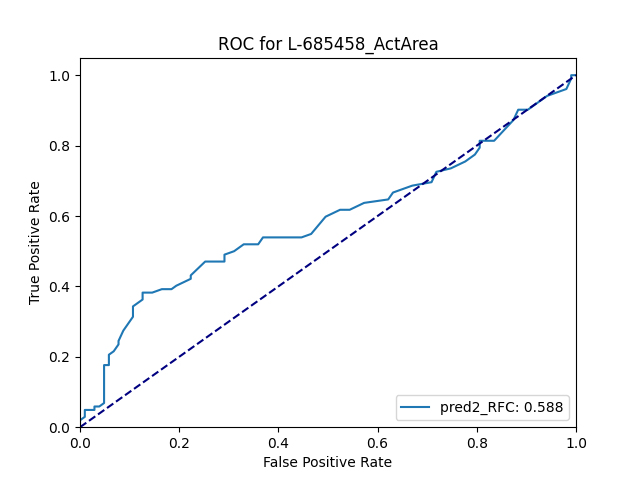 ROC for L-685458_ActArea
True Positive Rate
1.0
0.8
0.6
0.4
0.2
0.0
pred2_RFC: 0.588
0.0 0.2 0.4 0.6 0.8 1.0
False Positive Rate